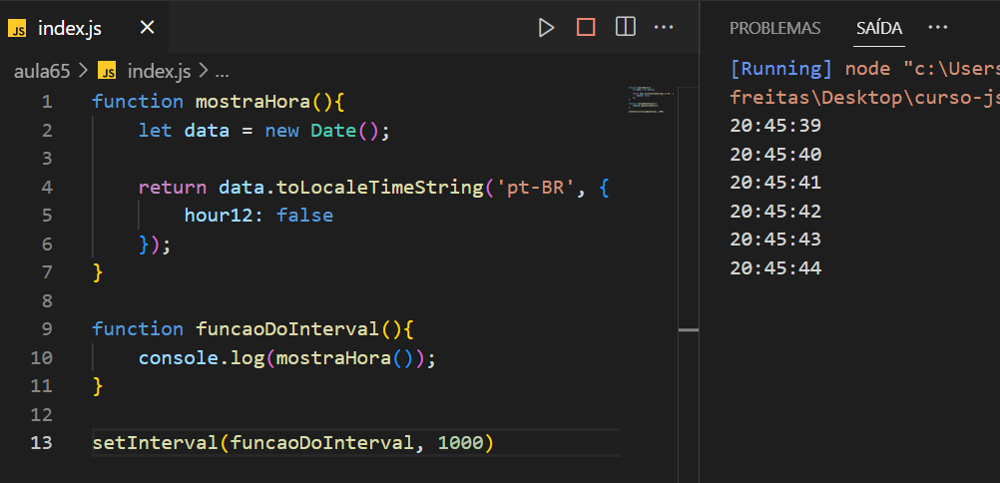 JS index.js
aula65 > JS index.js > ...
1 function mostraHora(){
2     let data = new Date();
3
4     return data.toLocaleTimeString('pt-BR', {
5         hour12: false
6     });
7 }
8
9 function funcaoDoInterval(){
10     console.log(mostraHora());
11 }
12
13 setInterval(funcaoDoInterval, 1000)
PROBLEMAS SAÍDA ...
[Running] node "c:\Users
freitas\Desktop\curso-js
20:45:39
20:45:40
20:45:41
20:45:42
20:45:43
20:45:44